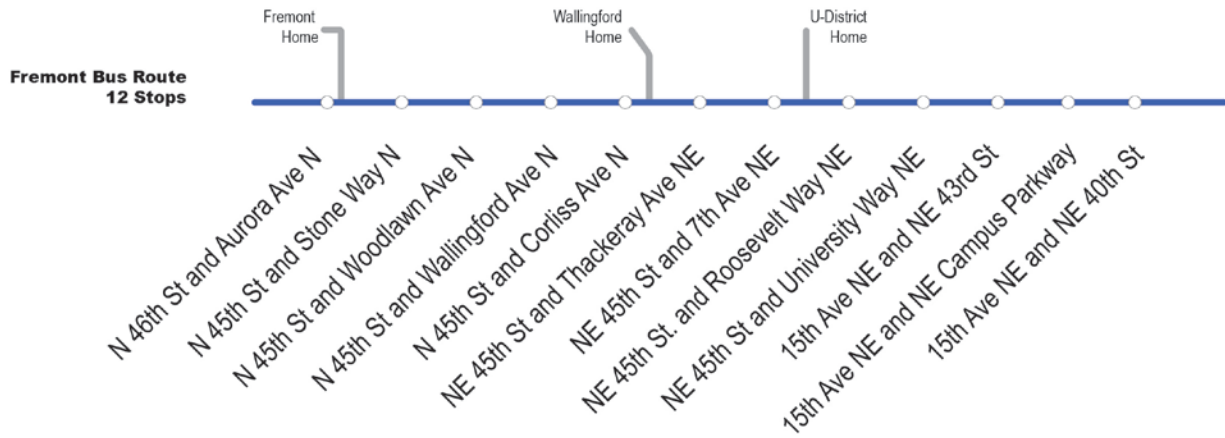 Fremont
Home
Wallingford
Home
U-District
Home
Fremont Bus Route
12 Stops
N 46th St and Aurora Ave N
N 45th St and Stone Way N
N 45th St and Woodlawn Ave N
N 45th St and Wallingford Ave N
N 45th St and Corliss Ave N
NE 45th St and Thackeray Ave NE
NE 45th St and 7th Ave NE
NE 45th St. and Roosevelt Way NE
NE 45th St and University Way NE
15th Ave NE and NE 43rd St
15th Ave NE and NE Campus Parkway
15th Ave NE and NE 40th St